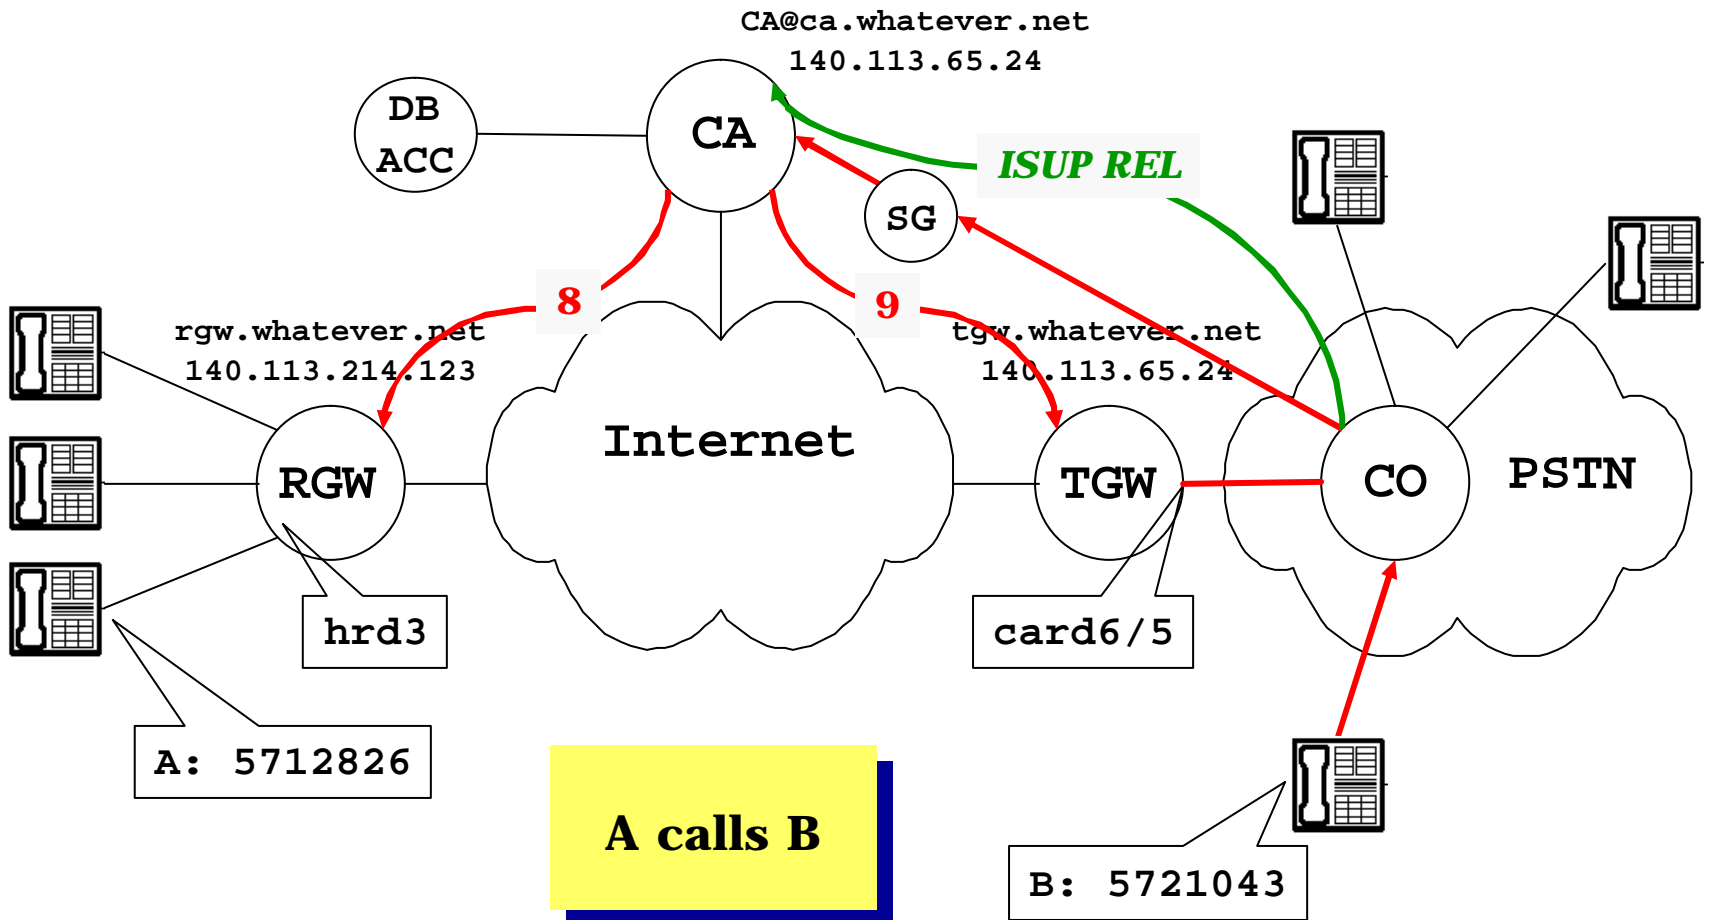 CA@ca.whatever.net
140.113.65.24
DB
ACC
CA
ISUP REL
SG
8
9
rgw.whatever.net
140.113.214.123
tgw.whatever.net
140.113.65.24
Internet
RGW
TGW
CO
PSTN
hrd3
card6/5
A: 5712826
A calls B
B: 5721043